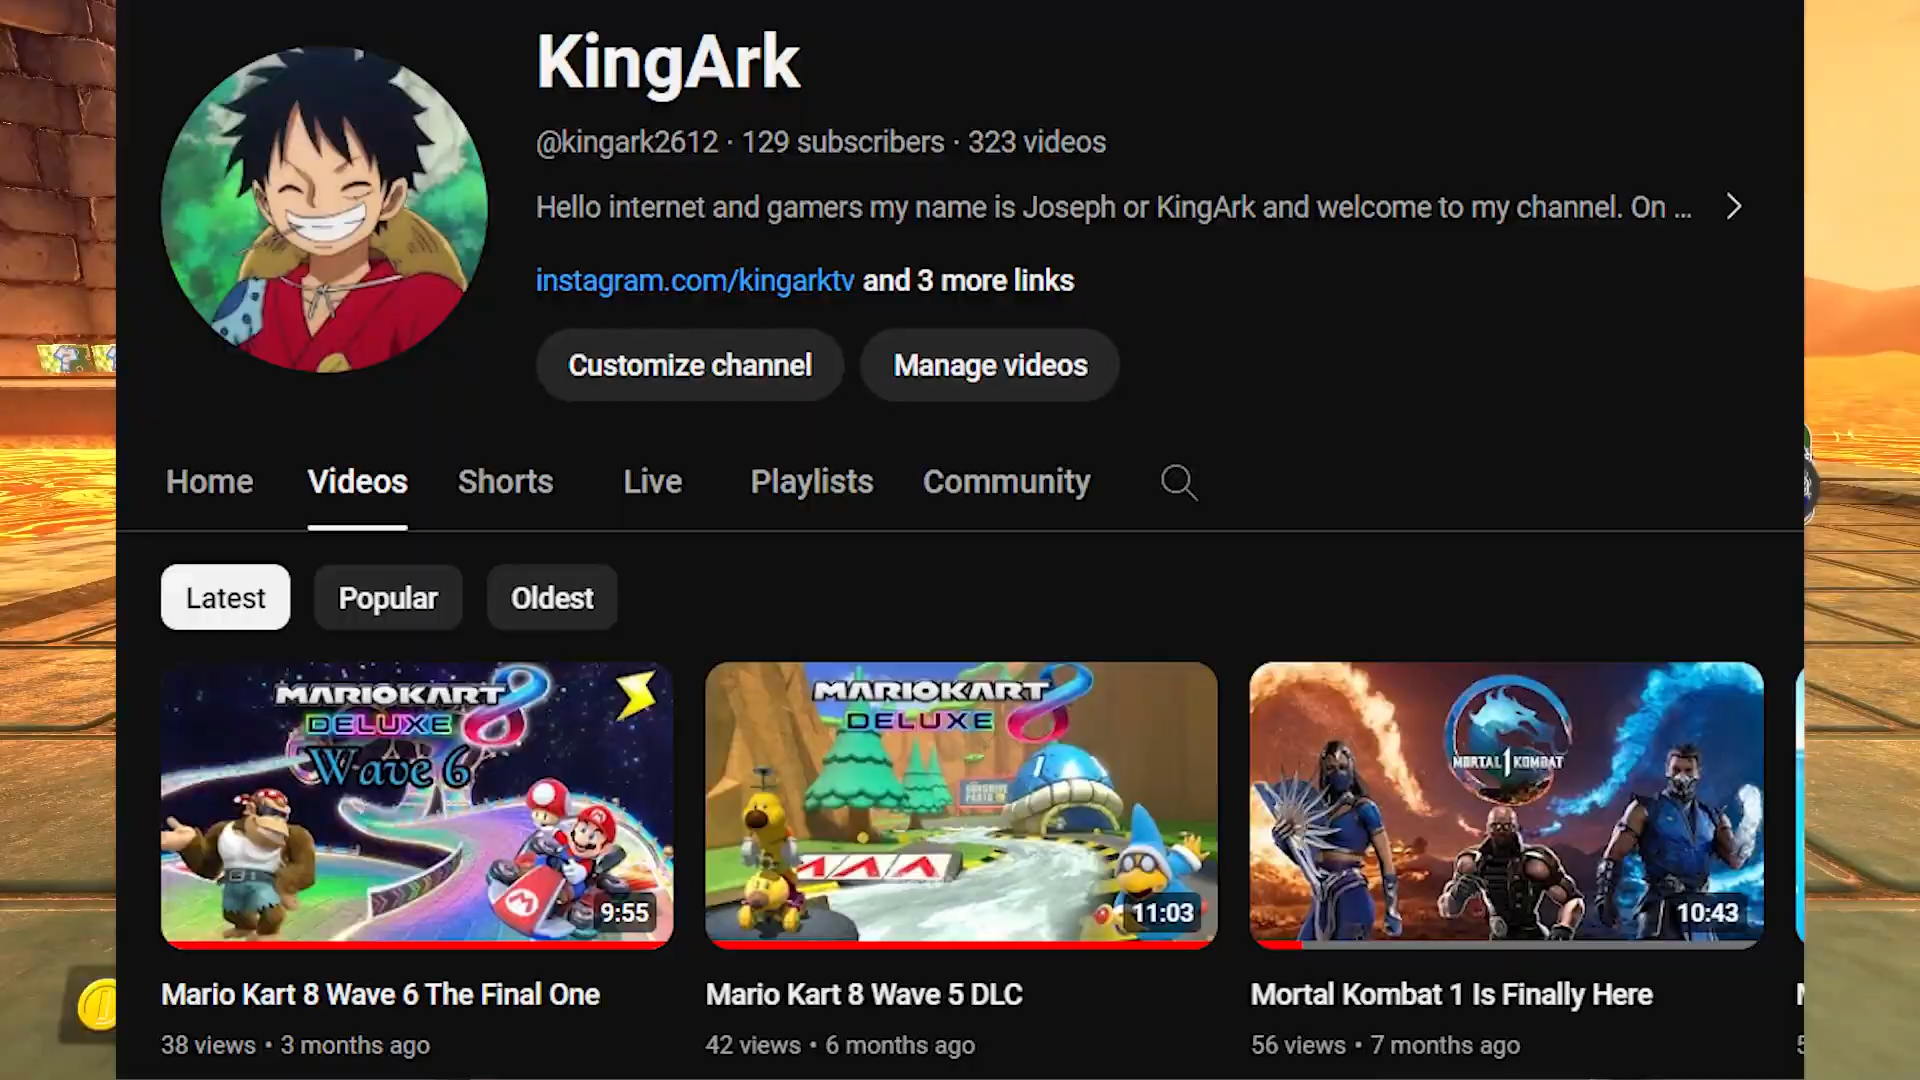 KingArk
@kingark2612 · 129 subscribers · 323 videos
Hello internet and gamers my name is Joseph or KingArk and welcome to my channel. On ...
instagram.com/kingarktv and 3 more links
Customize channel Manage videos
Home Videos Shorts Live Playlists Community
Latest Popular Oldest
MARIOKART 8
DELUXE
Wave 6
9:55
MARIOKART 8
DELUXE
11:03
MORTAL KOMBAT 1
10:43
Mario Kart 8 Wave 6 The Final One
38 views • 3 months ago
Mario Kart 8 Wave 5 DLC
42 views • 6 months ago
Mortal Kombat 1 Is Finally Here
56 views • 7 months ago